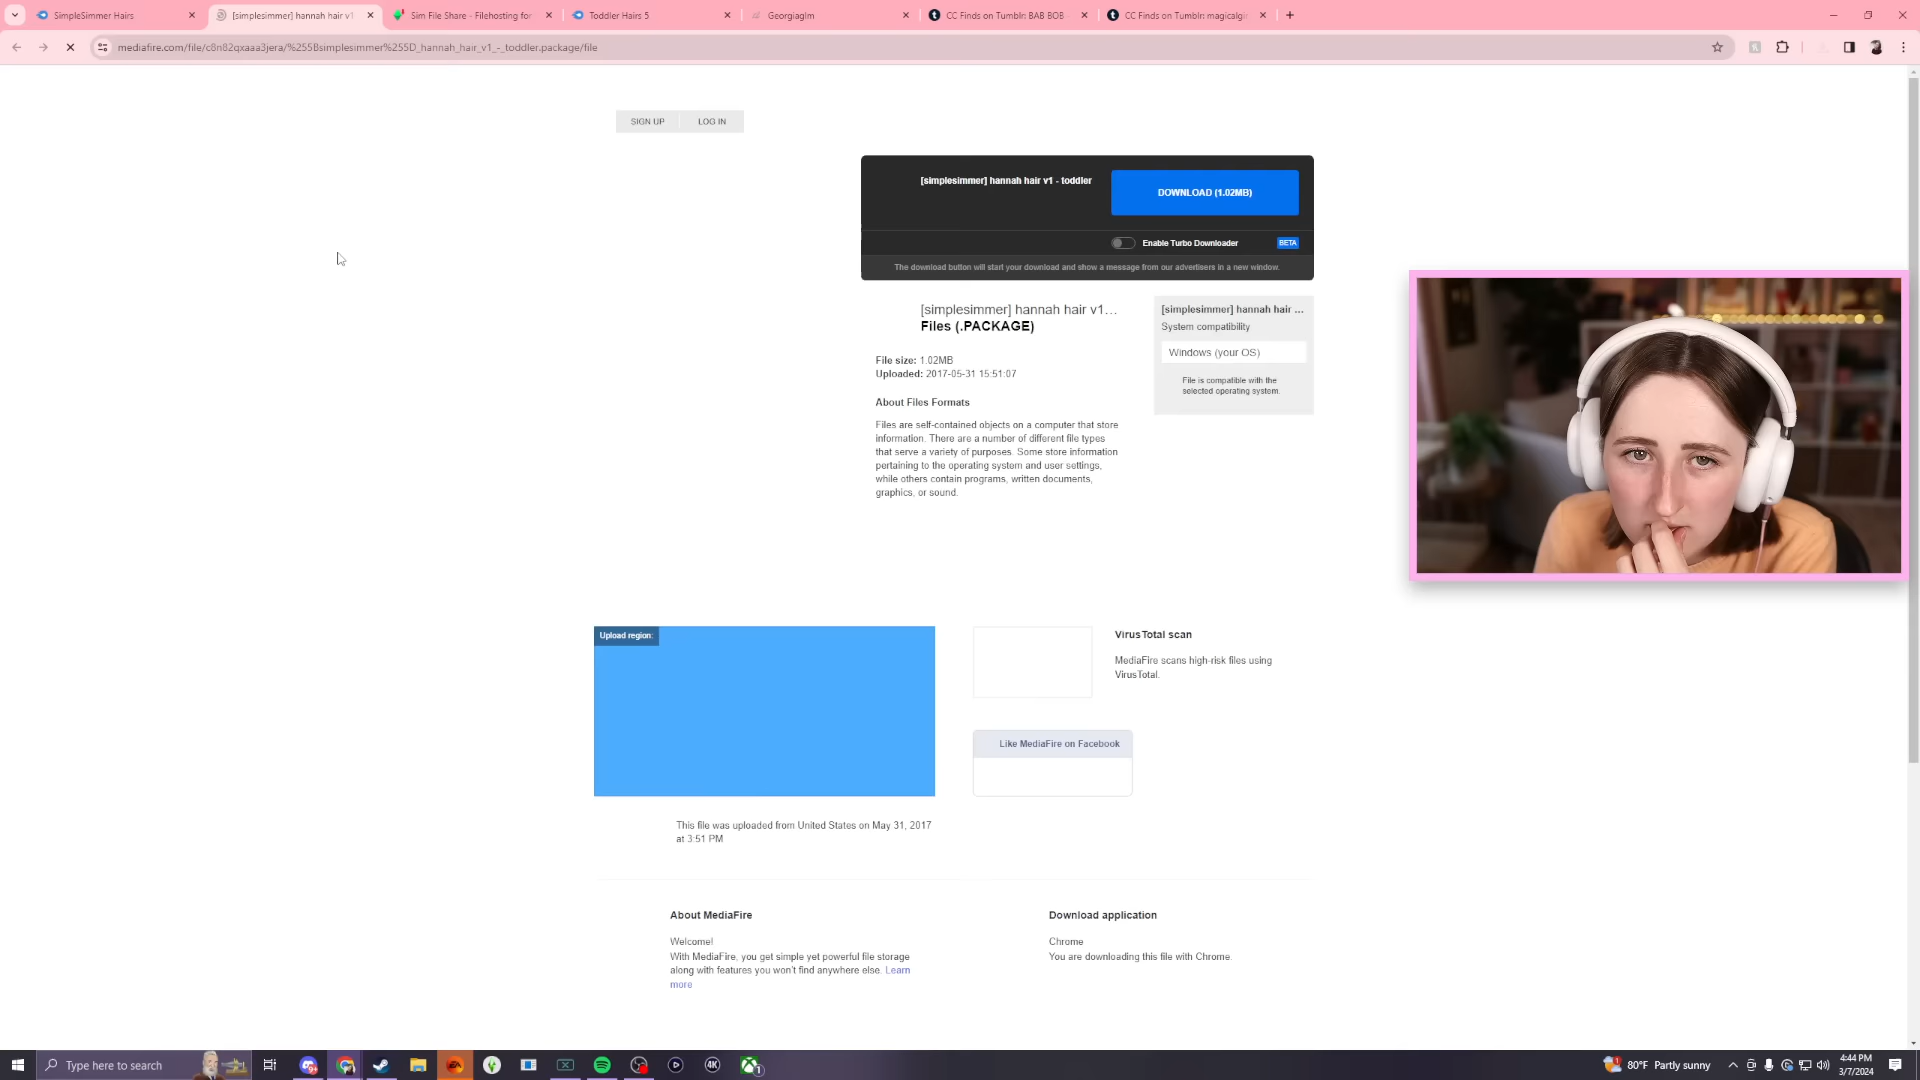 SimpleSimmer Hairs
[simplesimmer] hannah hair v1
Sim File Share - Filehosting for
Toddler Hairs 5
Georgiaglm
CC Finds on Tumblr: BAB BOB
CC Finds on Tumblr: magicalgi
mediafire.com/file/c8n82qxaaa3jera/%255Bsimplesimmer%255D_hannah_hair_v1_-_toddler.package/file
SIGN UP
LOG IN
[simplesimmer] hannah hair v1 - toddler
DOWNLOAD (1.02MB)
Enable Turbo Downloader
BETA
The download button will start your download and show a message from our advertisers in a new window.
[simplesimmer] hannah hair v1...
Files (.PACKAGE)
File size: 1.02MB
Uploaded: 2017-05-31 15:51:07
About Files Formats
Files are self-contained objects on a computer that store
information. There are a number of different file types
that serve a variety of purposes. Some store information
pertaining to the operating system and user settings,
while others contain programs, written documents,
graphics, or sound.
[simplesimmer] hannah hair ...
System compatibility
Windows (your OS)
File is compatible with the
selected operating system.
Upload region:
VirusTotal scan
MediaFire scans high-risk files using
VirusTotal.
Like MediaFire on Facebook
This file was uploaded from United States on May 31, 2017
at 3:51 PM
About MediaFire
Welcome!
With MediaFire, you get simple yet powerful file storage
along with features you won't find anywhere else. Learn
more
Download application
Chrome
You are downloading this file with Chrome.
Type here to search
EA
4K
1
1
80°F Partly sunny
4:44 PM
3/7/2024